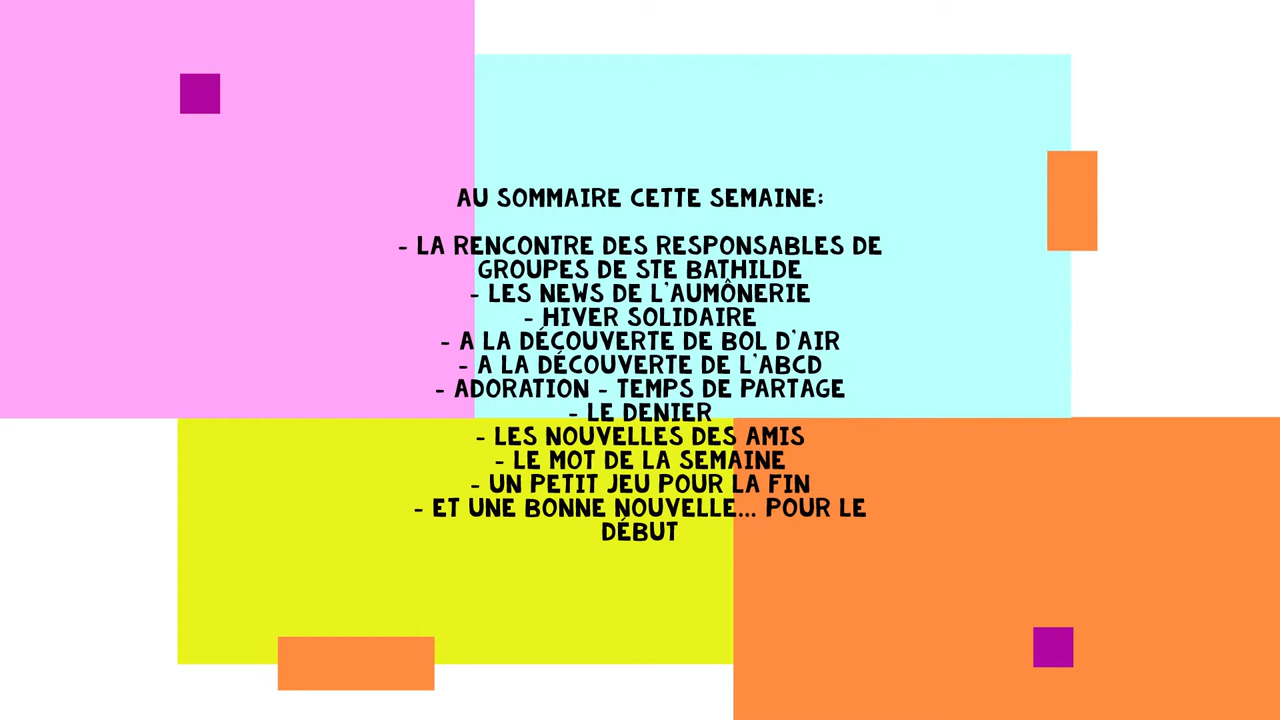 AU SOMMAIRE CETTE SEMAINE:
- LA RENCONTRE DES RESPONSABLES DE
GROUPES DE STE BATHILDE
- LES NEWS DE L'AUMÔNERIE
- HIVER SOLIDAIRE
- A LA DÉCOUVERTE DE BOL D'AIR
- A LA DÉCOUVERTE DE L'ABCD
- ADORATION - TEMPS DE PARTAGE
- LE DENIER
- LES NOUVELLES DES AMIS
- LE MOT DE LA SEMAINE
- UN PETIT JEU POUR LA FIN
- ET UNE BONNE NOUVELLE... POUR LE
DÉBUT